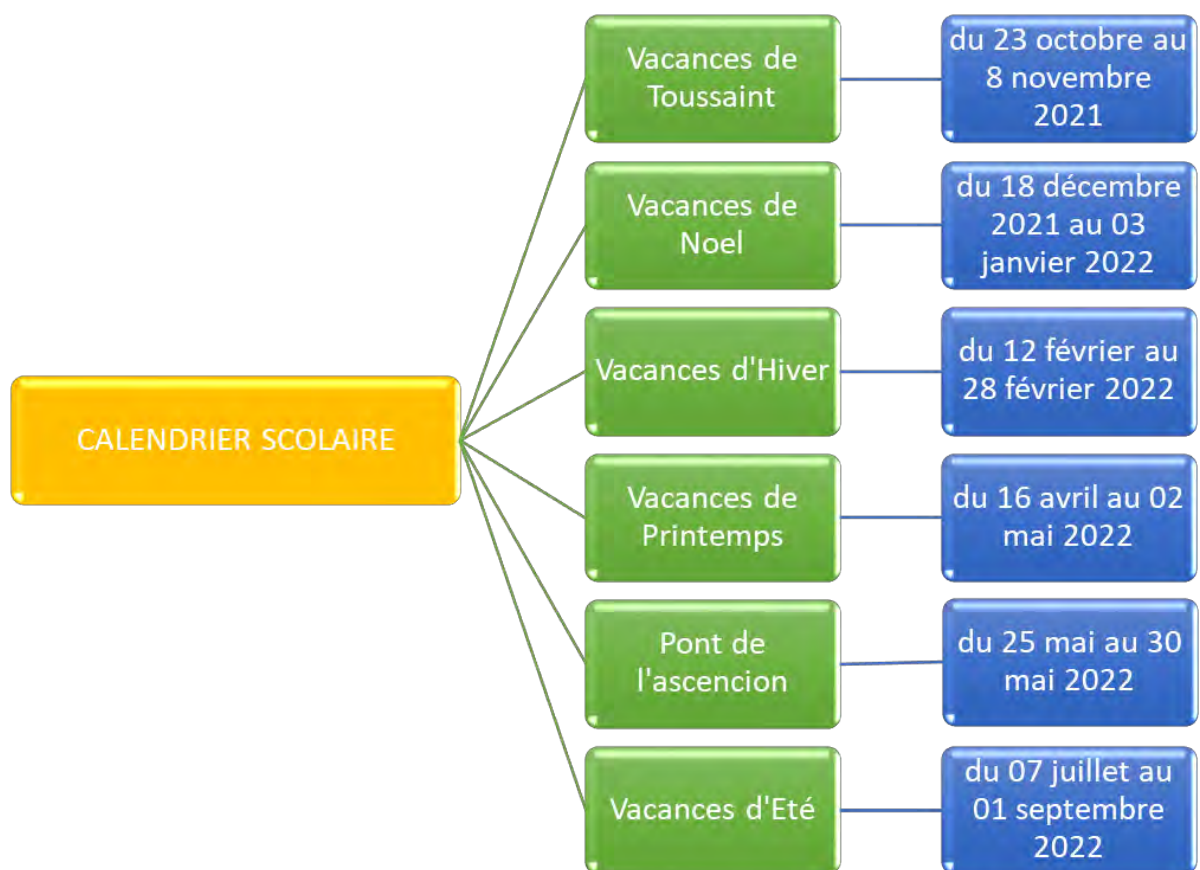 CALENDRIER SCOLAIRE
Vacances de
Toussaint
du 23 octobre au
8 novembre
2021
Vacances de
Noel
du 18 décembre
2021 au 03
janvier 2022
Vacances d'Hiver
du 12 février au
28 février 2022
Vacances de
Printemps
du 16 avril au 02
mai 2022
Pont de
l'ascencion
du 25 mai au 30
mai 2022
Vacances d'Eté
du 07 juillet au
01 septembre
2022